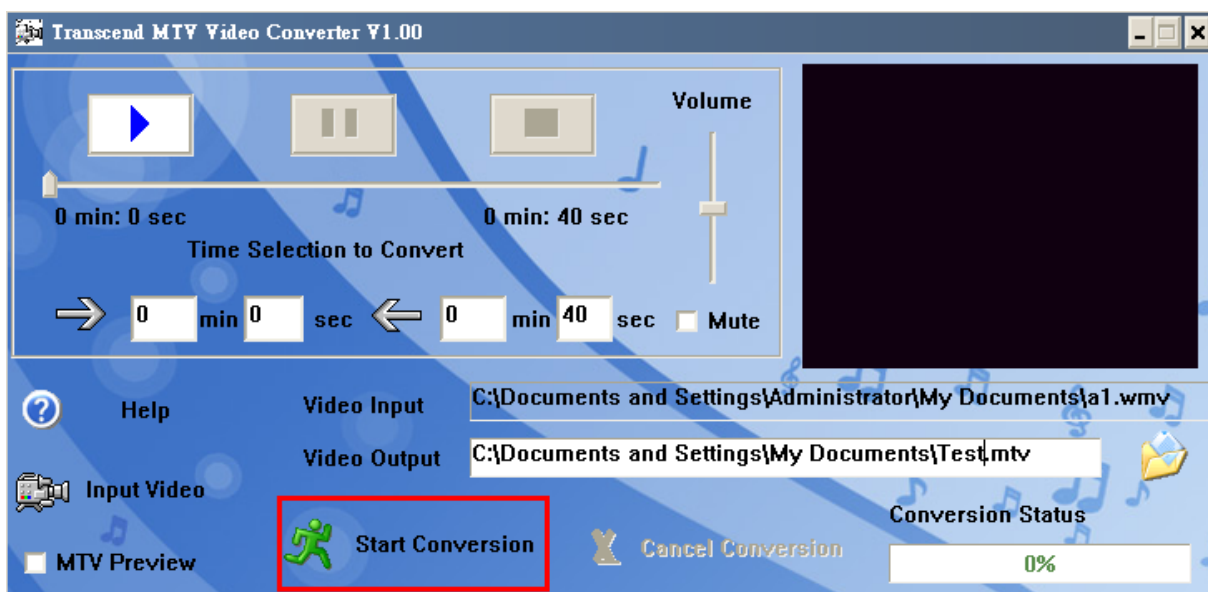 Transcend MTV Video Converter V1.00
Volume
0 min: 0 sec 0 min: 40 sec
Time Selection to Convert
0 min 0 sec 0 min 40 sec Mute
Help
Video Input C:\Documents and Settings\Administrator\My Documents\a1.wmv
Video Output C:\Documents and Settings\My Documents\Test.mtv
Input Video
Conversion Status
Start Conversion Cancel Conversion
MTV Preview 0%